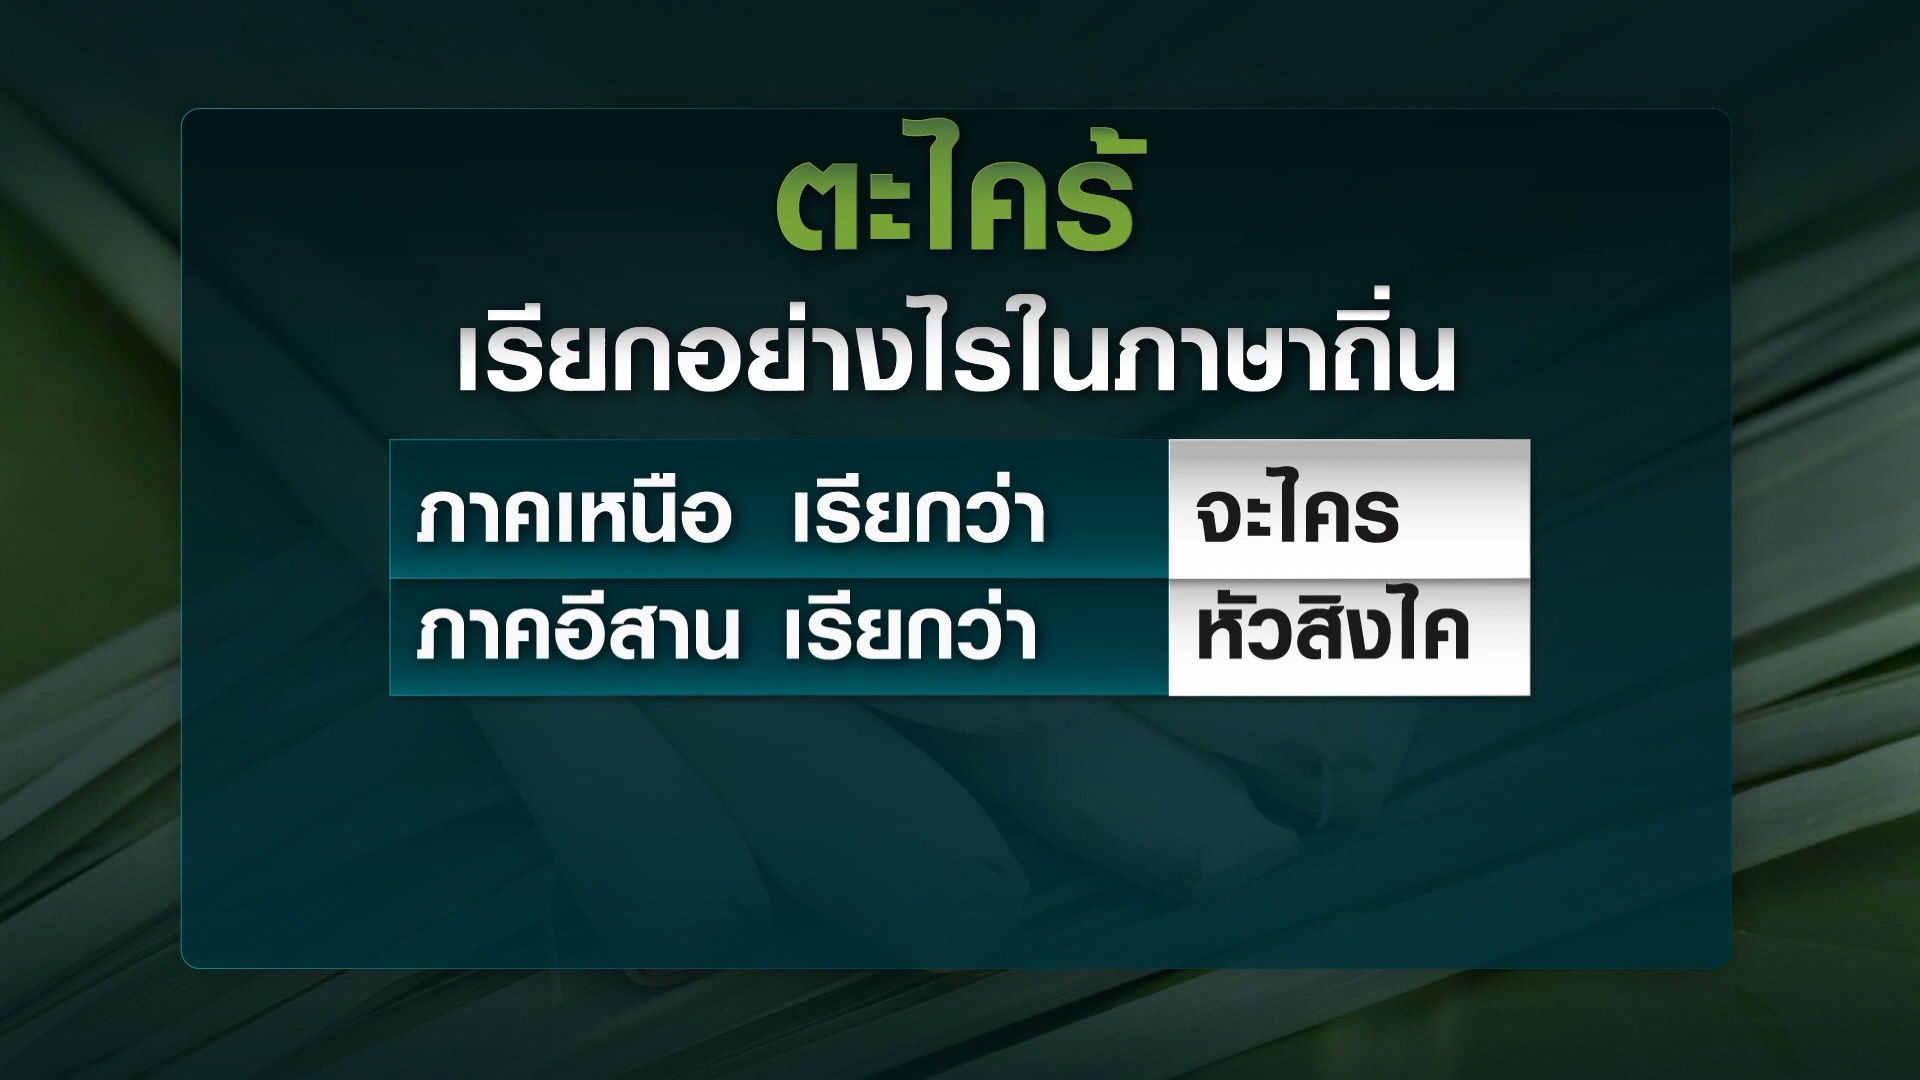 ตะไคร้
เรียกอย่างไรในภาษาถิ่น
ภาคเหนือ เรียกว่า จะไคร
ภาคอีสาน เรียกว่า หัวสิงไค